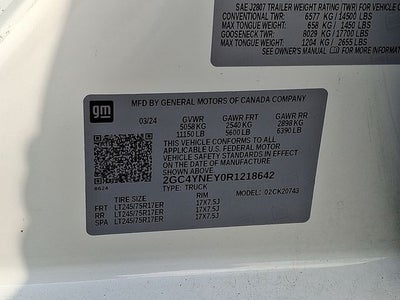 SAE J2807 TRAILER WEIGHT RATING (TWR) FOR VEHICLE C
CONVENTIONAL TWR: 6577 KG / 14500 LBS
MAX TONGUE WEIGHT: 658 KG / 1450 LBS
GOOSENECK TWR: 8029 KG / 17700 LBS
MAX TONGUE WEIGHT: 1204 KG / 2655 LBS
SEE OWNER'S MANUAL
gm
MFD BY GENERAL MOTORS OF CANADA COMPANY
03/24 GVWR GAWR FRT GAWR RR
5058 KG 2540 KG 2898 KG
11150 LB 5600 LB 6390 LB
THIS VEHICLE CONFORMS TO ALL
APPLICABLE U.S. FEDERAL MOTOR
VEHICLE SAFETY STANDARDS IN EFFECT
ON THE DATE OF MANUFACTURE
SHOWN ABOVE.
2GC4YNEY0R1218642
TYPE: TRUCK
8624
MODEL: 02CK20743
TIRE SIZE RIM
FRT LT245/75R17ER 17X7.5J
RR LT245/75R17ER 17X7.5J
SPA LT245/75R17ER 17X7.5J